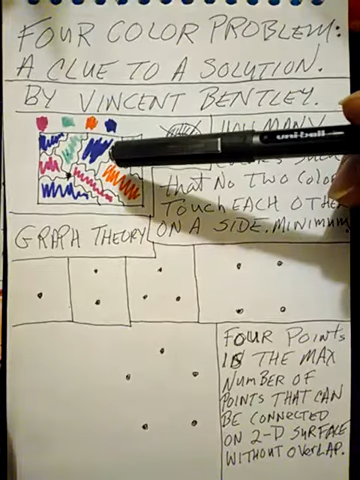 FOUR COLOR PROBLEM:
A CLUE TO A SOLUTION.
BY VINCENT BENTLEY.
HOW MANY
that No Two Color
Touch EACH OTHE
ON A SIDE. MINIMUM
uni-ball
GRAPH THEORY
FOUR POINTS
IS THE MAX
NUMBER OF
POINTS THAT CAN
BE CONNECTED
ON 2-D SURFACE
WITHOUT OVERLAP.